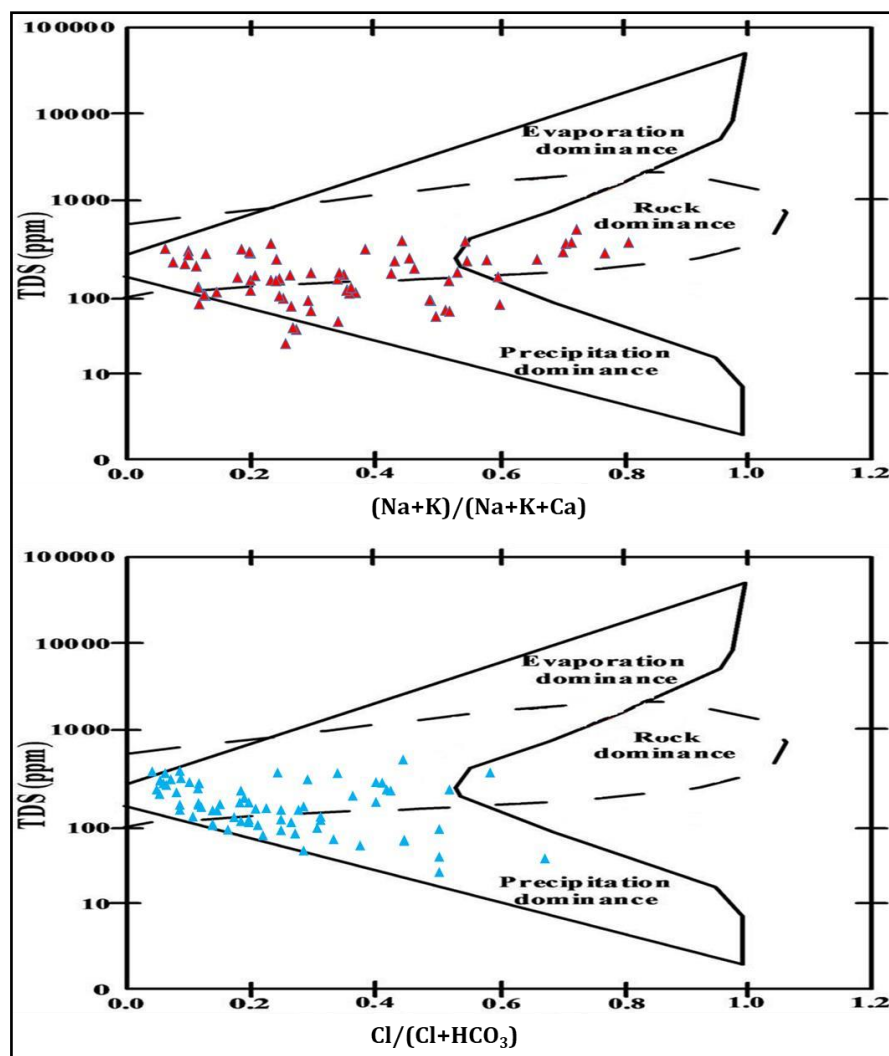 100000
10000
1000
100
10
0
TDS (ppm)
Evaporation
dominance
Rock
dominance
Precipitation
dominance
0.0 0.2 0.4 0.6 0.8 1.0 1.2
(Na+K)/(Na+K+Ca)
100000
10000
1000
100
10
0
TDS (ppm)
Evaporation
dominance
Rock
dominance
Precipitation
dominance
0.0 0.2 0.4 0.6 0.8 1.0 1.2
Cl/(Cl+HCO₃)